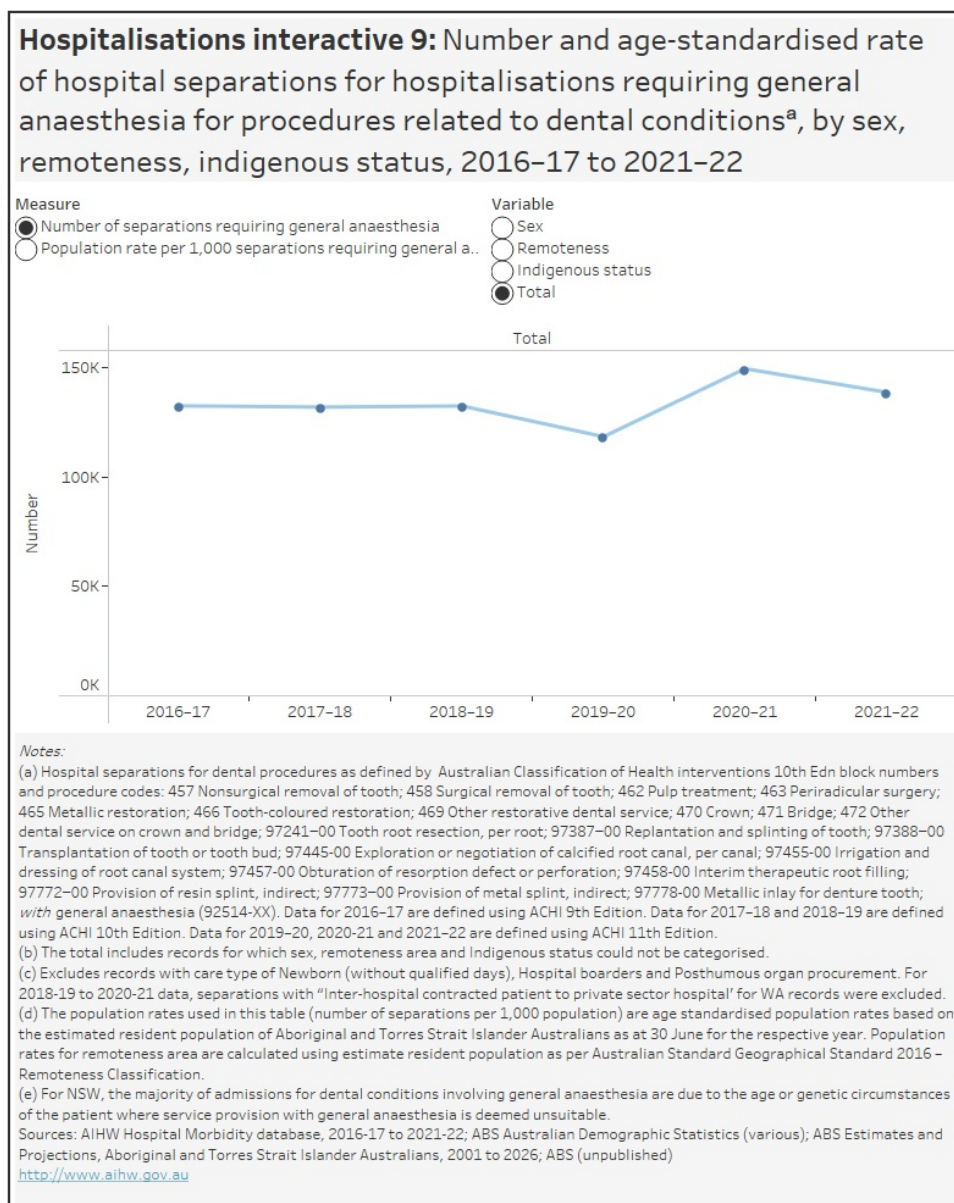 Hospitalisations interactive 9: Number and age-standardised rate
of hospital separations for hospitalisations requiring general
anaesthesia for procedures related to dental conditionsᵃ, by sex,
remoteness, indigenous status, 2016–17 to 2021–22
Measure
Number of separations requiring general anaesthesia
Population rate per 1,000 separations requiring general a..
Variable
Sex
Remoteness
Indigenous status
Total
Total
150K
100K
50K
0K
Number
2016–17
2017–18
2018–19
2019–20
2020–21
2021–22
Notes:
(a) Hospital separations for dental procedures as defined by Australian Classification of Health interventions 10th Edn block numbers
and procedure codes: 457 Nonsurgical removal of tooth; 458 Surgical removal of tooth; 462 Pulp treatment; 463 Periradicular surgery;
465 Metallic restoration; 466 Tooth-coloured restoration; 469 Other restorative dental service; 470 Crown; 471 Bridge; 472 Other
dental service on crown and bridge; 97241–00 Tooth root resection, per root; 97387–00 Replantation and splinting of tooth; 97388–00
Transplantation of tooth or tooth bud; 97445-00 Exploration or negotiation of calcified root canal, per canal; 97455-00 Irrigation and
dressing of root canal system; 97457-00 Obturation of resorption defect or perforation; 97458-00 Interim therapeutic root filling;
97772–00 Provision of resin splint, indirect; 97773–00 Provision of metal splint, indirect; 97778-00 Metallic inlay for denture tooth;
with general anaesthesia (92514-XX). Data for 2016–17 are defined using ACHI 9th Edition. Data for 2017–18 and 2018–19 are defined
using ACHI 10th Edition. Data for 2019–20, 2020-21 and 2021–22 are defined using ACHI 11th Edition.
(b) The total includes records for which sex, remoteness area and Indigenous status could not be categorised.
(c) Excludes records with care type of Newborn (without qualified days), Hospital boarders and Posthumous organ procurement. For
2018-19 to 2020-21 data, separations with "Inter-hospital contracted patient to private sector hospital' for WA records were excluded.
(d) The population rates used in this table (number of separations per 1,000 population) are age standardised population rates based on
the estimated resident population of Aboriginal and Torres Strait Islander Australians as at 30 June for the respective year. Population
rates for remoteness area are calculated using estimate resident population as per Australian Standard Geographical Standard 2016 –
Remoteness Classification.
(e) For NSW, the majority of admissions for dental conditions involving general anaesthesia are due to the age or genetic circumstances
of the patient where service provision with general anaesthesia is deemed unsuitable.
Sources: AIHW Hospital Morbidity database, 2016-17 to 2021-22; ABS Australian Demographic Statistics (various); ABS Estimates and
Projections, Aboriginal and Torres Strait Islander Australians, 2001 to 2026; ABS (unpublished)
http://www.aihw.gov.au